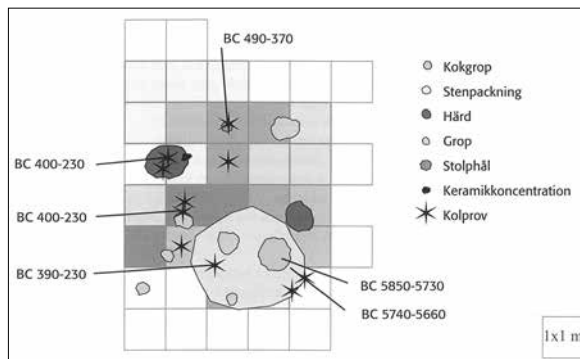 BC 490-370
Kokgrop
Stenpackning
Härd
Grop
Stolphål
Keramikkoncentration
Kolprov
BC 400-230
BC 400-230
BC 390-230
BC 5850-5730
BC 5740-5660
1x1 m